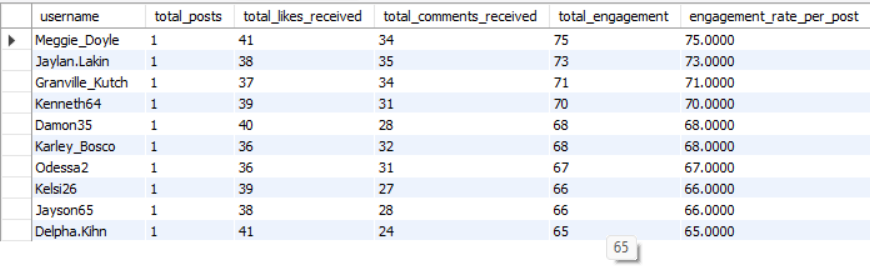 username total_posts total_likes_received total_comments_received total_engagement engagement_rate_per_post
Meggie_Doyle 1 41 34 75 75.0000
Jaylan.Lakin 1 38 35 73 73.0000
Granville_Kutch 1 37 34 71 71.0000
Kenneth64 1 39 31 70 70.0000
Damon35 1 40 28 68 68.0000
Karley_Bosco 1 36 32 68 68.0000
Odessa2 1 36 31 67 67.0000
Kelsi26 1 39 27 66 66.0000
Jayson65 1 38 28 66 66.0000
Delpha.Kihn 1 41 24 65 65.0000
65